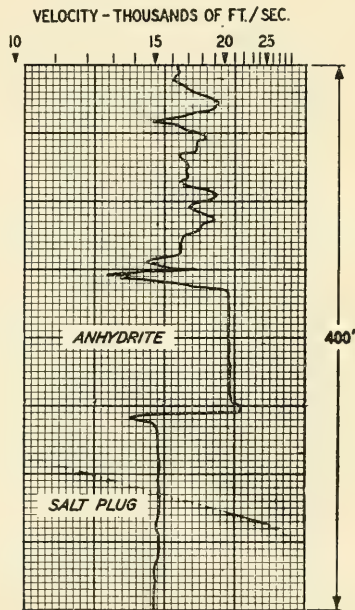 VELOCITY - THOUSANDS OF FT./SEC.
10 15 20 25
ANHYDRITE
400'
SALT PLUG